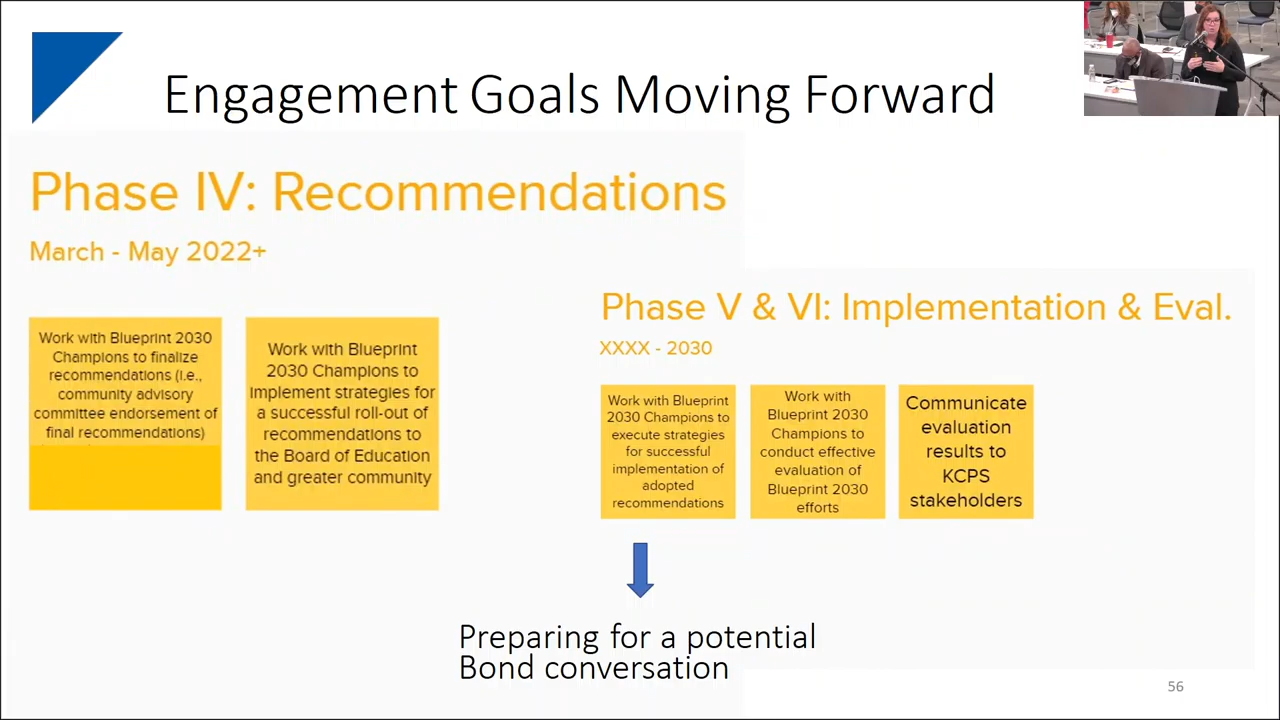 Engagement Goals Moving Forward
Phase IV: Recommendations
March - May 2022+
Work with Blueprint 2030
Champions to finalize
recommendations (i.e.,
community advisory
committee endorsement of
final recommendations)
Work with Blueprint
2030 Champions to
implement strategies for
a successful roll-out of
recommendations to
the Board of Education
and greater community
Phase V & VI: Implementation & Eval.
XXXX - 2030
Work with Blueprint
2030 Champions to
execute strategies
for successful
implementation of
adopted
recommendations
Work with
Blueprint 2030
Champions to
conduct effective
evaluation of
Blueprint 2030
efforts
Communicate
evaluation
results to
KCPS
stakeholders
Preparing for a potential
Bond conversation
56